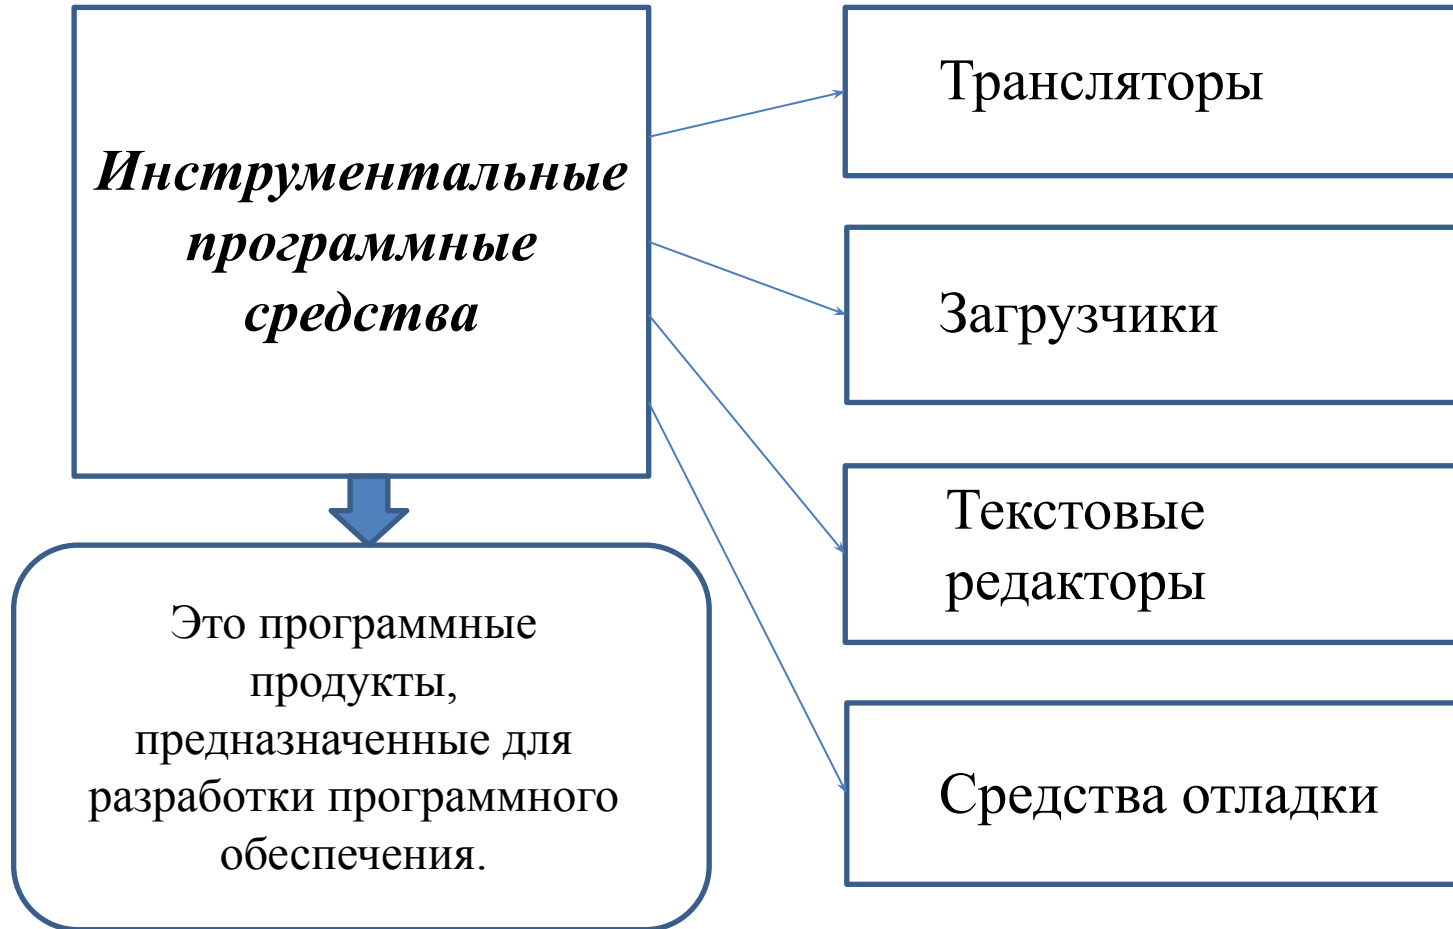 Инструментальные
программные
средства
Это программные
продукты,
предназначенные для
разработки программного
обеспечения.
Трансляторы
Загрузчики
Текстовые
редакторы
Средства отладки